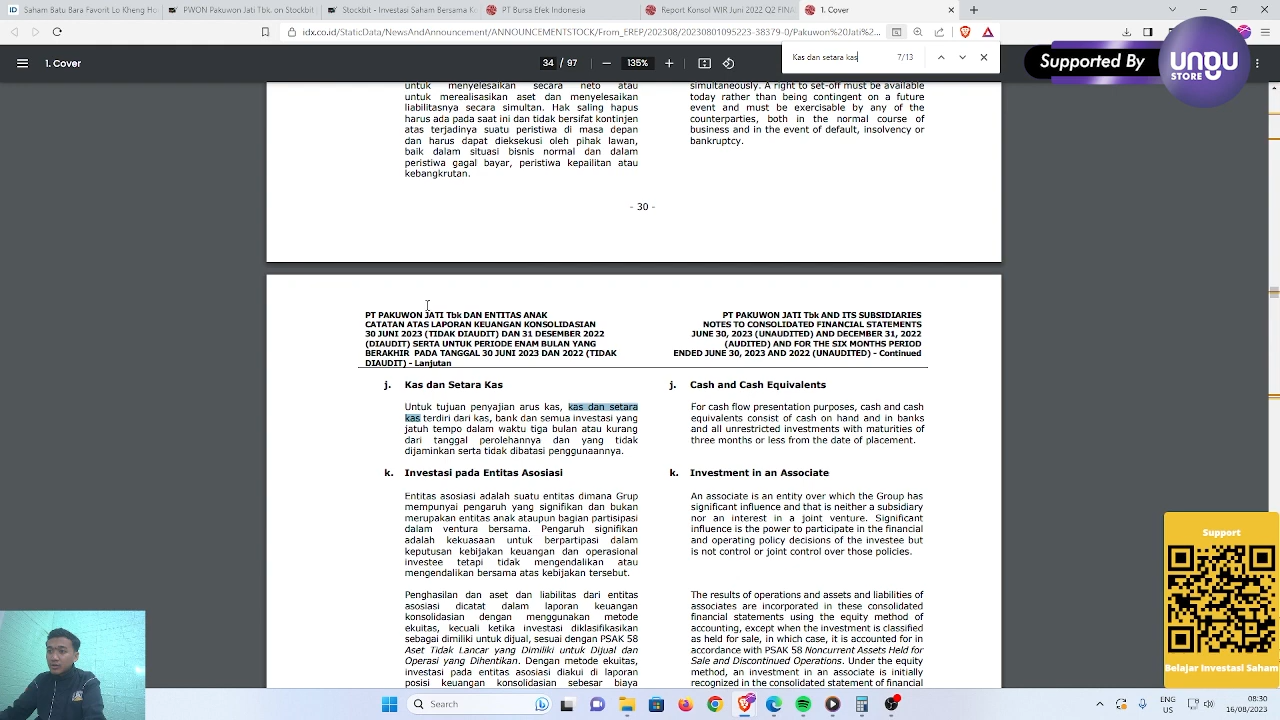 Saham Batu Bara Favorit Lo Kheng Ho
PWON Pakuwon Jati Tbk. on Stockbit
Stockbit - Investasi Saham Bersama K
PT Bursa Efek Indonesia
Report Konsol WIR Juni 2022 Q2 FINA
1. Cover
idx.co.id/StaticData/NewsAndAnnouncement/ANNOUNCEMENTSTOCK/From_EREP/202308/20230801095223-38379-0/Pakuwon%20Jati%2...
1. Cover
34 / 97
135%
Kas dan setara kas
7/13
Supported By
UNGU
STORE
untuk menyelesaikan secara neto atau
untuk merealisasikan aset dan menyelesaikan
liabilitasnya secara simultan. Hak saling hapus
harus ada pada saat ini dan tidak bersifat kontinjen
atas terjadinya suatu peristiwa di masa depan
dan harus dapat dieksekusi oleh pihak lawan,
baik dalam situasi bisnis normal dan dalam
peristiwa gagal bayar, peristiwa kepailitan atau
kebangkrutan.
simultaneously. A right to set-off must be available
today rather than being contingent on a future
event and must be exercisable by any of the
counterparties, both in the normal course of
business and in the event of default, insolvency or
bankruptcy.
- 30 -
PT PAKUWON JATI Tbk DAN ENTITAS ANAK
CATATAN ATAS LAPORAN KEUANGAN KONSOLIDASIAN
30 JUNI 2023 (TIDAK DIAUDIT) DAN 31 DESEMBER 2022
(DIAUDIT) SERTA UNTUK PERIODE ENAM BULAN YANG
BERAKHIR PADA TANGGAL 30 JUNI 2023 DAN 2022 (TIDAK
DIAUDIT) - Lanjutan
PT PAKUWON JATI Tbk AND ITS SUBSIDIARIES
NOTES TO CONSOLIDATED FINANCIAL STATEMENTS
JUNE 30, 2023 (UNAUDITED) AND DECEMBER 31, 2022
(AUDITED) AND FOR THE SIX MONTHS PERIOD
ENDED JUNE 30, 2023 AND 2022 (UNAUDITED) - Continued
j. Kas dan Setara Kas
Untuk tujuan penyajian arus kas, kas dan setara
kas terdiri dari kas, bank dan semua investasi yang
jatuh tempo dalam waktu tiga bulan atau kurang
dari tanggal perolehannya dan yang tidak
dijaminkan serta tidak dibatasi penggunaannya.
k. Investasi pada Entitas Asosiasi
Entitas asosiasi adalah suatu entitas dimana Grup
mempunyai pengaruh yang signifikan dan bukan
merupakan entitas anak ataupun bagian partisipasi
dalam ventura bersama. Pengaruh signifikan
adalah kekuasaan untuk berpartipasi dalam
keputusan kebijakan keuangan dan operasional
investee tetapi tidak mengendalikan atau
mengendalikan bersama atas kebijakan tersebut.
Penghasilan dan aset dan liabilitas dari entitas
asosiasi dicatat dalam laporan keuangan
konsolidasian dengan menggunakan metode
ekuitas, kecuali ketika investasi diklasifikasikan
sebagai dimiliki untuk dijual, sesuai dengan PSAK 58
Aset Tidak Lancar yang Dimiliki untuk Dijual dan
Operasi yang Dihentikan. Dengan metode ekuitas,
investasi pada entitas asosiasi diakui di laporan
posisi keuangan konsolidasian sebesar biaya
j. Cash and Cash Equivalents
For cash flow presentation purposes, cash and cash
equivalents consist of cash on hand and in banks
and all unrestricted investments with maturities of
three months or less from the date of placement.
k. Investment in an Associate
An associate is an entity over which the Group has
significant influence and that is neither a subsidiary
nor an interest in a joint venture. Significant
influence is the power to participate in the financial
and operating policy decisions of the investee but
is not control or joint control over those policies.
The results of operations and assets and liabilities of
associates are incorporated in these consolidated
financial statements using the equity method of
accounting, except when the investment is classified
as held for sale, in which case, it is accounted for in
accordance with PSAK 58 Noncurrent Assets Held for
Sale and Discontinued Operations. Under the equity
method, an investment in an associate is initially
recognized in the consolidated statement of financial
Support
Belajar Investasi Saham
Search
ENG
US
08:30
16/08/2023